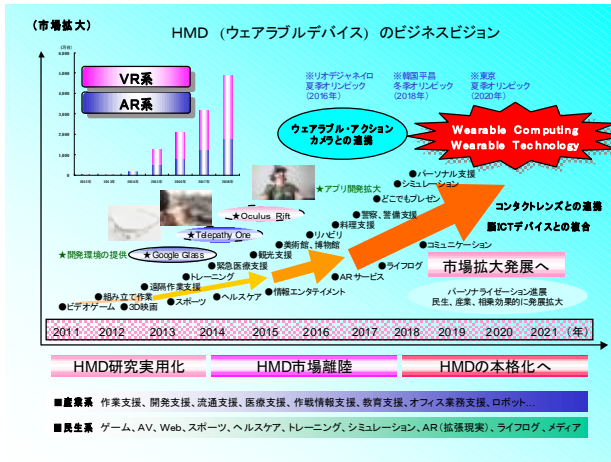 (市場拡大)
HMD (ウェアラブルデバイス) のビジネスビジョン
6,000
5,000
4,000
3,000
2,000
1,000
0
VR系
AR系
※リオデジャネイロ
夏季オリンピック
(2016年)
※韓国平昌
冬季オリンピック
(2018年)
※東京
夏季オリンピック
(2020年)
ウェアラブル・アクション
カメラとの連携
Wearable Computing
Wearable Technology
●パーソナル支援
●シミュレーション
★アプリ開発拡大
●どこでもプレゼン
コンタクトレンズとの連携
脳ICTデバイスとの複合
★Oculus Rift
●警察、警備支援
●料理支援
★Telepathy One
●リハビリ
●美術館、博物館
●コミュニケーション
★開発環境の提供
★Google Glass
●観光支援
●緊急医療支援
●ライフログ
市場拡大発展へ
●トレーニング
●ARサービス
●遠隔作業支援
●情報エンタテイメント
パーソナライゼーション進展
民生、産業、相乗効果的に発展拡大
●組み立て作業
●ヘルスケア
●スポーツ
●ビデオゲーム
●3D映画
2011 2012 2013 2014 2015 2016 2017 2018 2019 2020 2021 (年)
HMD研究実用化
HMD市場離陸
HMDの本格化へ
■産業系 作業支援、開発支援、流通支援、医療支援、作戦情報支援、教育支援、オフィス業務支援、ロボット…
■民生系 ゲーム、AV、Web、スポーツ、ヘルスケア、トレーニング、シミュレーション、AR(拡張現実)、ライフログ、メディア